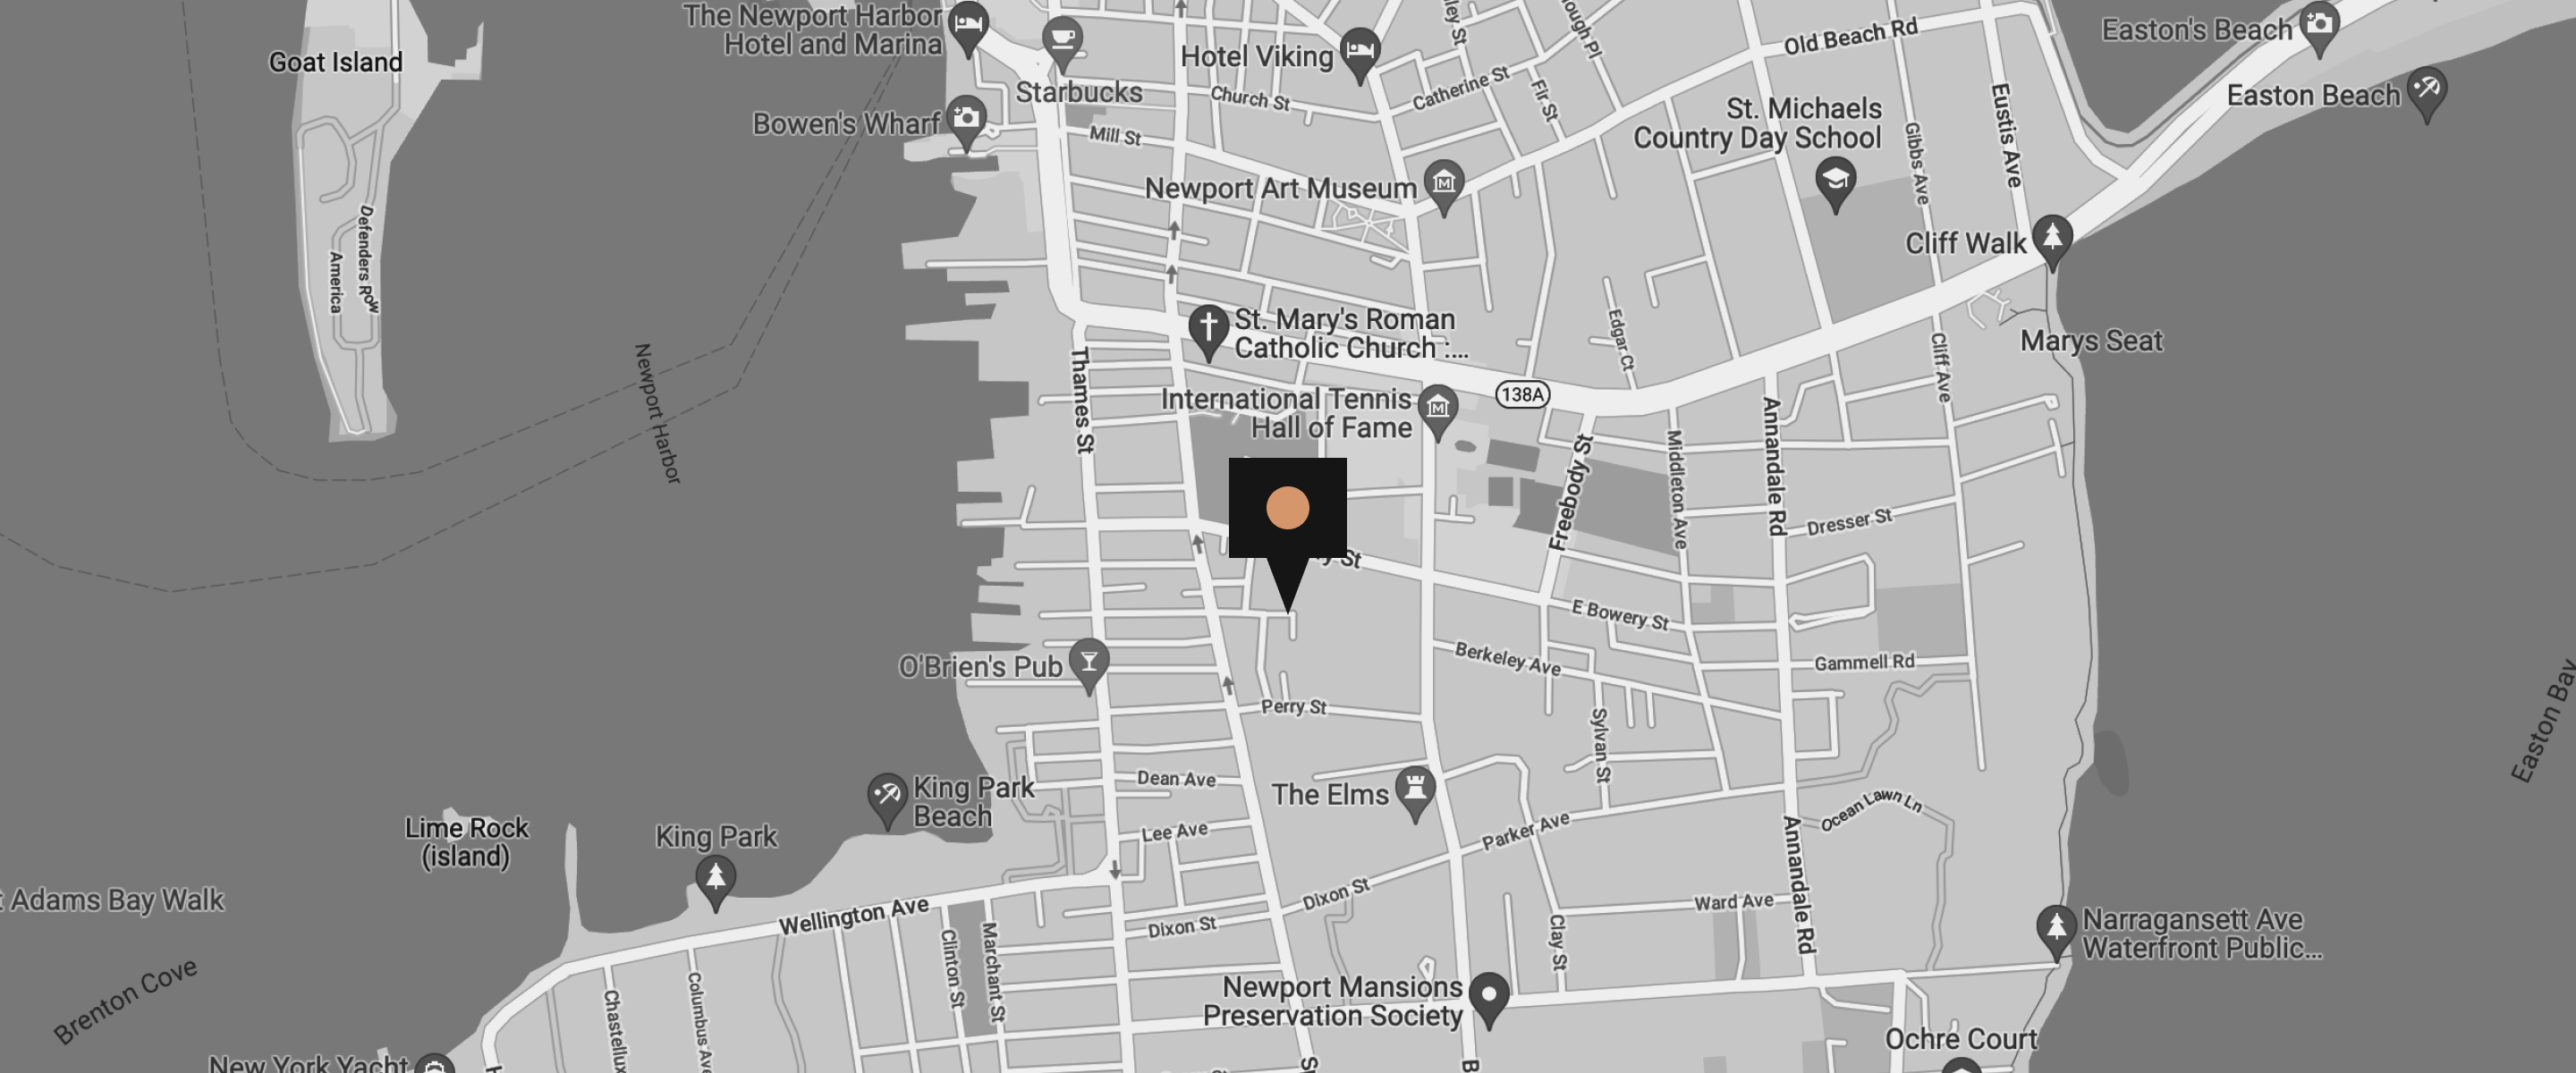 The Newport Harbor
Hotel and Marina
Goat Island
Starbucks
Bowen's Wharf
Hotel Viking
Church St
Catherine St
Fir St
Old Beach Rd
Easton's Beach
Easton Beach
Eustis Ave
Gibbs Ave
St. Michaels
Country Day School
Mill St
Newport Art Museum
Cliff Walk
Defenders Row
America
Newport Harbor
Thames St
St. Mary's Roman
Catholic Church :...
Edgar Ct
Marys Seat
Cliff Ave
International Tennis
Hall of Fame
138A
Freebody St
Middleton Ave
Annandale Rd
Dresser St
y St
E Bowery St
Berkeley Ave
Gammell Rd
O'Brien's Pub
Perry St
Sylvan St
Easton Bay
Dean Ave
The Elms
King Park
Beach
Lee Ave
Parker Ave
Ocean Lawn Ln
Lime Rock
(island)
King Park
Adams Bay Walk
Wellington Ave
Dixon St
Dixon St
Ward Ave
Clay St
Annandale Rd
Narragansett Ave
Waterfront Public...
Clinton St
Marchant St
Brenton Cove
Chastellux
Columbus Ave
Newport Mansions
Preservation Society
Ochre Court
New York Yacht